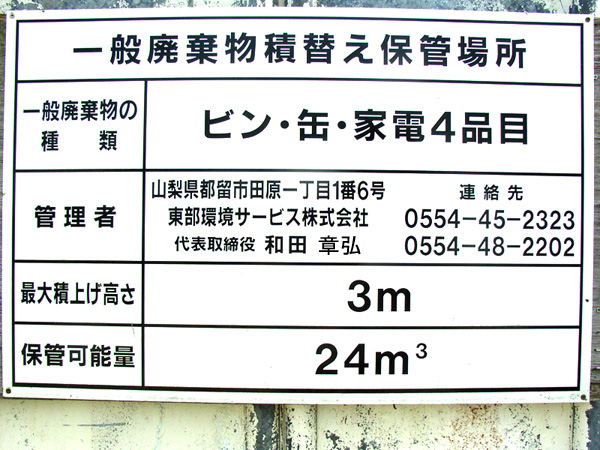 一般廃棄物積替え保管場所
一般廃棄物の
種 類
ビン・缶・家電4品目
管理者
山梨県都留市田原一丁目1番6号
東部環境サービス株式会社
代表取締役 和田 章弘
連絡先
0554-45-2323
0554-48-2202
最大積上げ高さ
3m
保管可能量
24m³